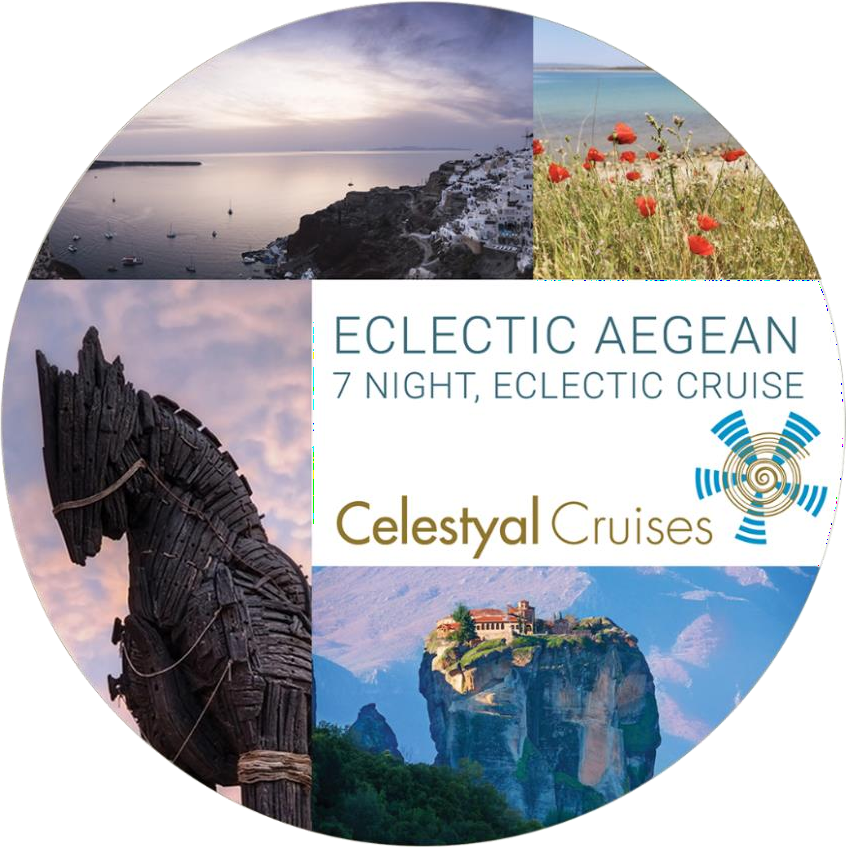 ECLECTIC AEGEAN
7 NIGHT, ECLECTIC CRUISE
Celestyal Cruises